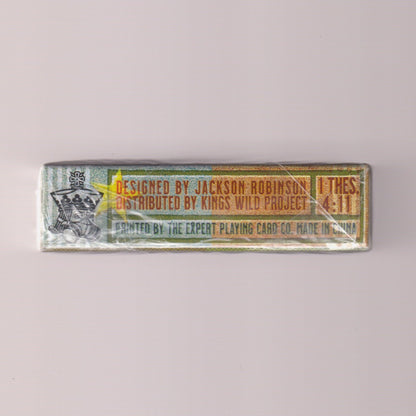 DESIGNED BY JACKSON ROBINSON
DISTRIBUTED BY KINGS WILD PROJECT
1 THES.
4:11
PRINTED BY THE EXPERT PLAYING CARD CO. MADE IN CHINA